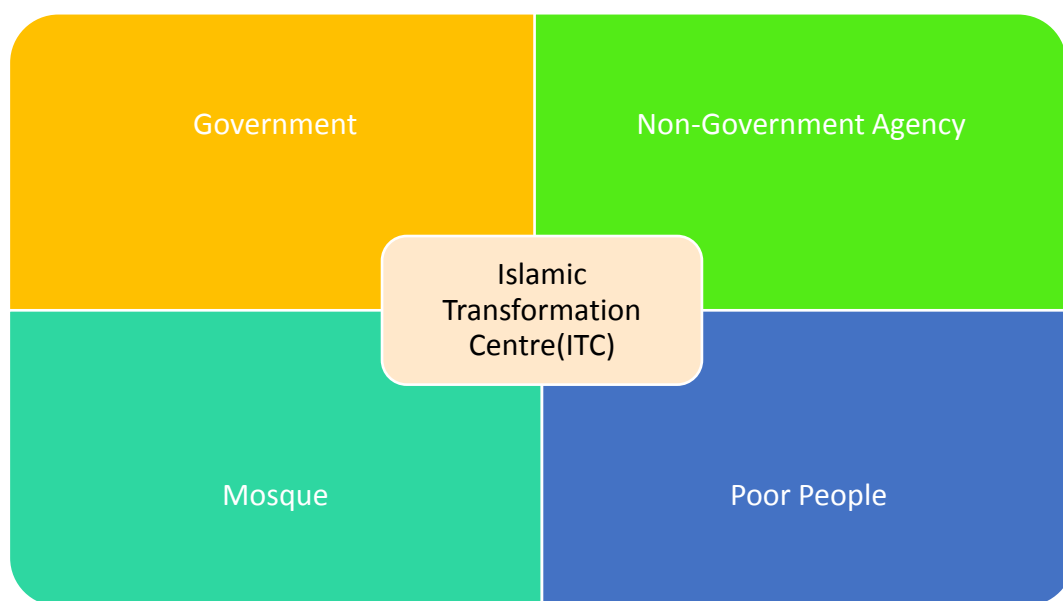 Government
Non-Government Agency
Islamic
Transformation
Centre(ITC)
Mosque
Poor People